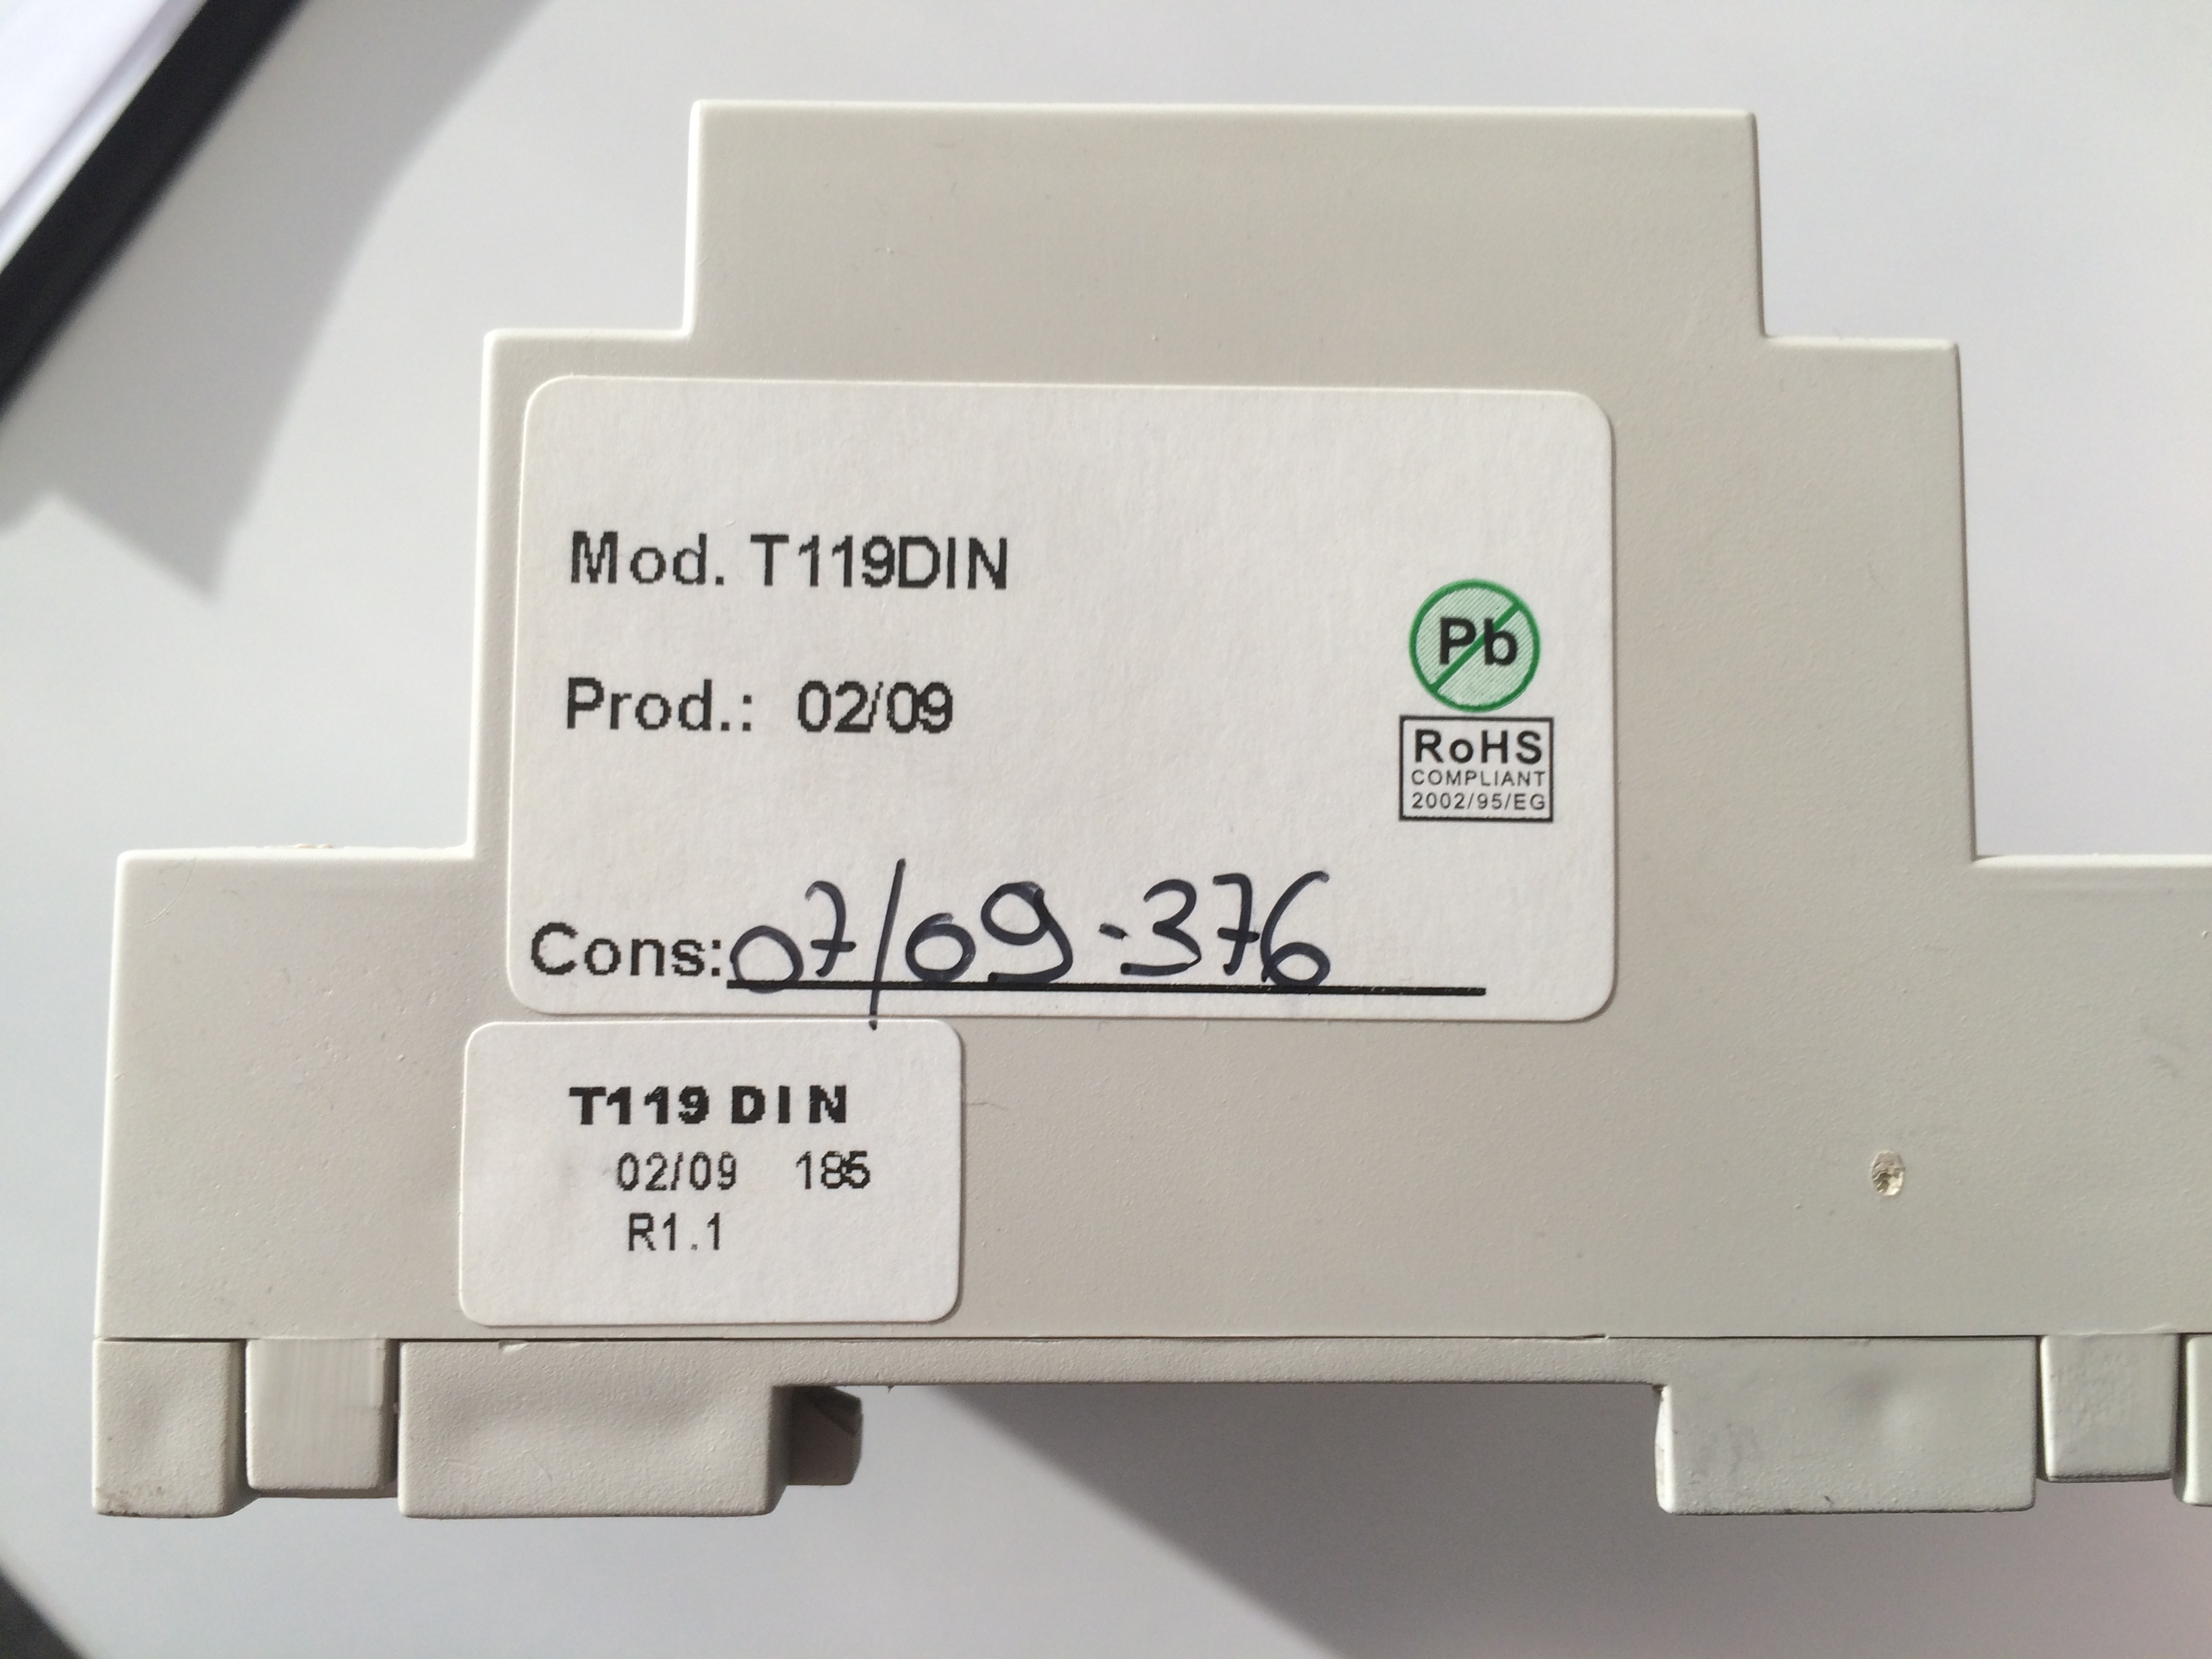 Mod. T119DIN
Prod.: 02/09
Pb
RoHS
COMPLIANT
2002/95/EG
Cons: 07/09-376
T119 DIN
02/09 185
R1.1